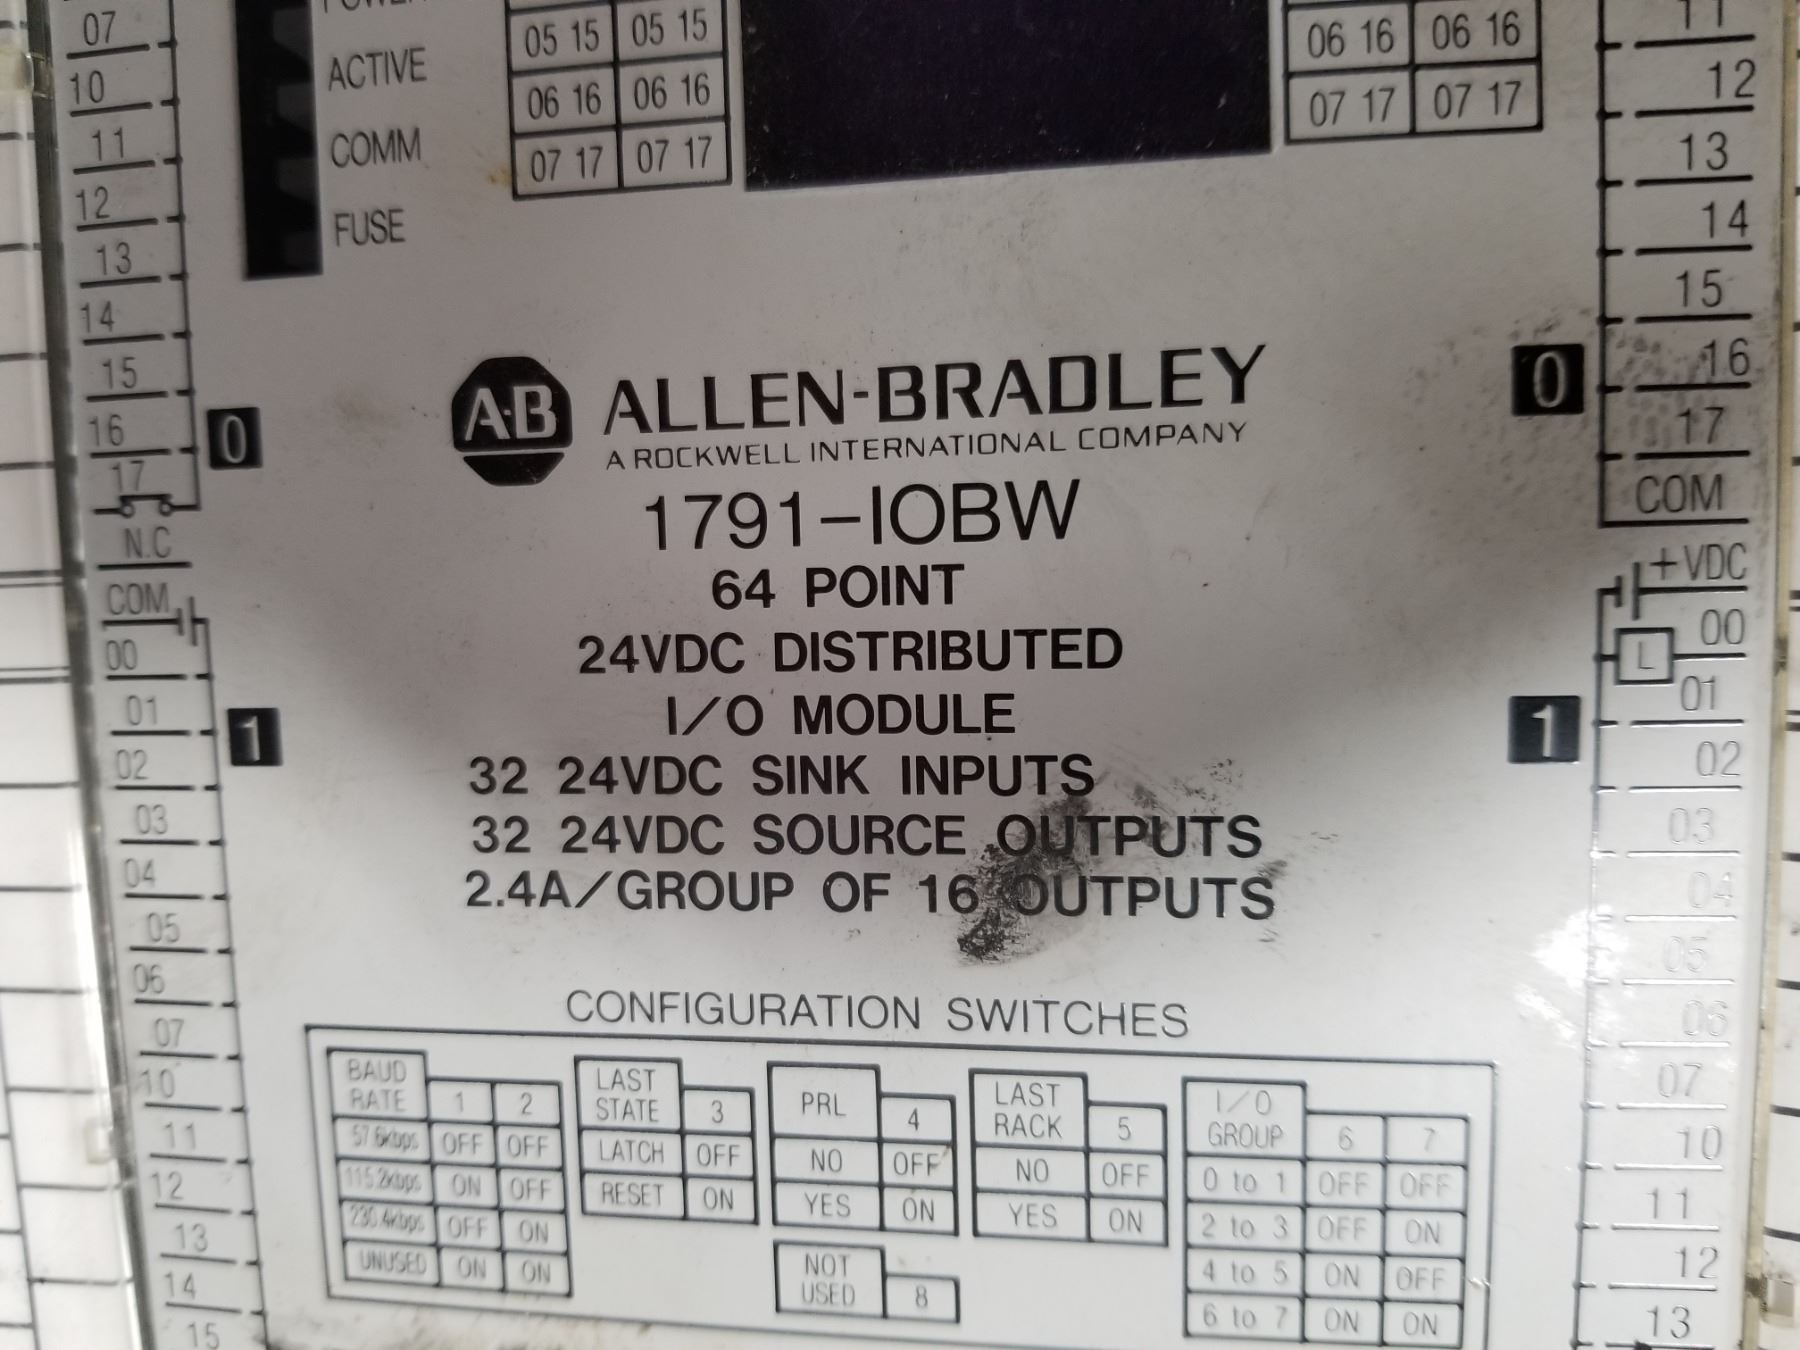 07
10
11
12
13
14
15
16
17
N.C
COM
00
01
02
03
04
05
06
07
10
11
12
13
14
15
0
1
ACTIVE
COMM
FUSE
05 15 05 15
06 16 06 16
07 17 07 17
06 16 06 16
07 17 07 17
A·B ALLEN-BRADLEY
A ROCKWELL INTERNATIONAL COMPANY
1791-IOBW
64 POINT
24VDC DISTRIBUTED
I/O MODULE
32 24VDC SINK INPUTS
32 24VDC SOURCE OUTPUTS
2.4A/GROUP OF 16 OUTPUTS
CONFIGURATION SWITCHES
BAUD RATE 1 2
57.6kbps OFF OFF
115.2kbps ON OFF
230.4kbps OFF ON
UNUSED ON ON
LAST STATE 3
LATCH OFF
RESET ON
PRL 4
NO OFF
YES ON
NOT USED 8
LAST RACK 5
NO OFF
YES ON
I/O GROUP 6 7
0 to 1 OFF OFF
2 to 3 OFF ON
4 to 5 ON OFF
6 to 7 ON ON
0
1
11
12
13
14
15
16
17
COM
+VDC
L
00
01
02
03
04
05
06
07
10
11
12
13